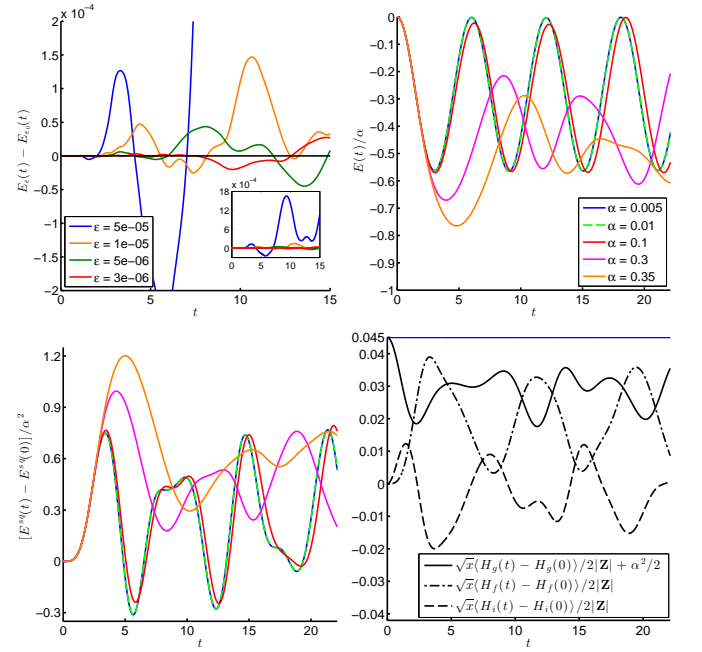 × 10⁻⁴
2
1.5
1
0.5
0
−0.5
−1
−1.5
−2
E_ϵ(t) − E_ϵ₀(t)
0 5 10 15
t
ε = 5e−05
ε = 1e−05
ε = 5e−06
ε = 3e−06
× 10⁻⁴
18
12
6
0
0 5 10 15
0
−0.1
−0.2
−0.3
−0.4
−0.5
−0.6
−0.7
−0.8
−0.9
−1
E(t)/α
0 5 10 15 20
t
α = 0.005
α = 0.01
α = 0.1
α = 0.3
α = 0.35
1.2
0.9
0.6
0.3
0
−0.3
[E^{sq}(t) − E^{sq}(0)]/α²
0 5 10 15 20
t
0.045
0.04
0.03
0.02
0.01
0
−0.01
−0.02
−0.03
−0.04
0 5 10 15 20
t
√x⟨H_g(t) − H_g(0)⟩/2|Z| + α²/2
√x⟨H_f(t) − H_f(0)⟩/2|Z|
√x⟨H_i(t) − H_i(0)⟩/2|Z|